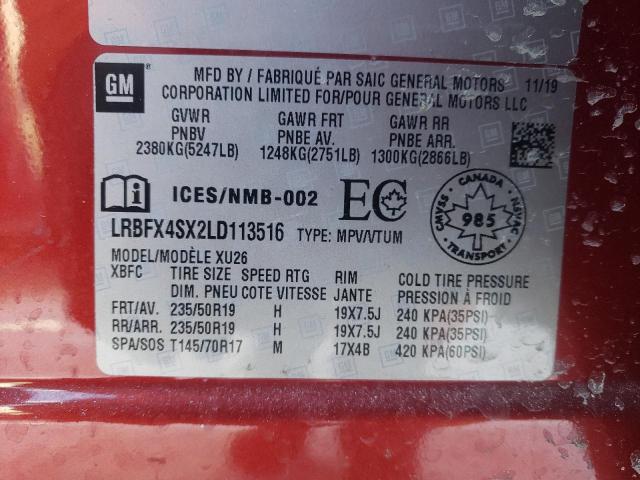 GM
MFD BY/FABRIQUÉ PAR SAIC GENERAL MOTORS 11/19
CORPORATION LIMITED FOR/POUR GENERAL MOTORS LLC
GVWR GAWR FRT GAWR RR
PNBV PNBE AV. PNBE ARR.
2380KG(5247LB) 1248KG(2751LB) 1300KG(2866LB)
ICES/NMB-002 EC
CANADA
CMVSS 985 NSVAC
TRANSPORT
LRBFX4SX2LD113516 TYPE: MPV/VTUM
MODEL/MODÈLE XU26
XBFC TIRE SIZE SPEED RTG RIM COLD TIRE PRESSURE
DIM. PNEU COTE VITESSE JANTE PRESSION À FROID
FRT/AV. 235/50R19 H 19X7.5J 240 KPA(35PSI)
RR/ARR. 235/50R19 H 19X7.5J 240 KPA(35PSI)
SPA/SOS T145/70R17 M 17X4B 420 KPA(60PSI)